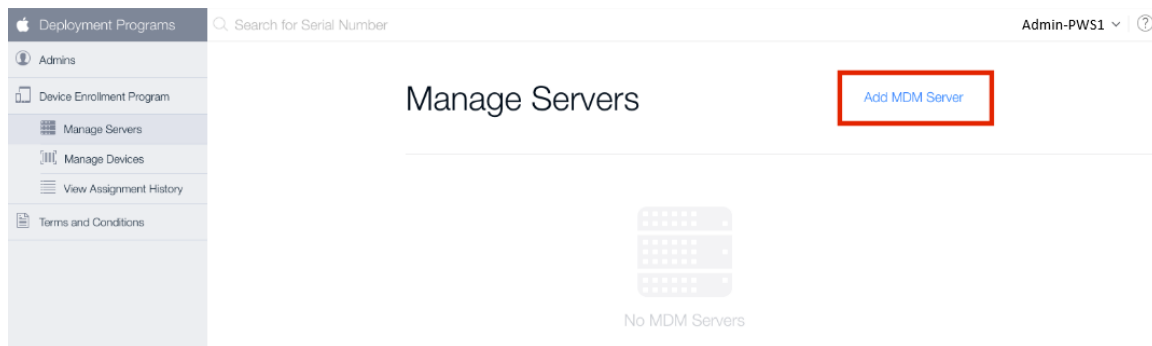 Deployment Programs
Search for Serial Number
Admin-PWS1
?
Admins
Device Enrollment Program
Manage Servers
Manage Devices
View Assignment History
Terms and Conditions
Manage Servers
Add MDM Server
No MDM Servers